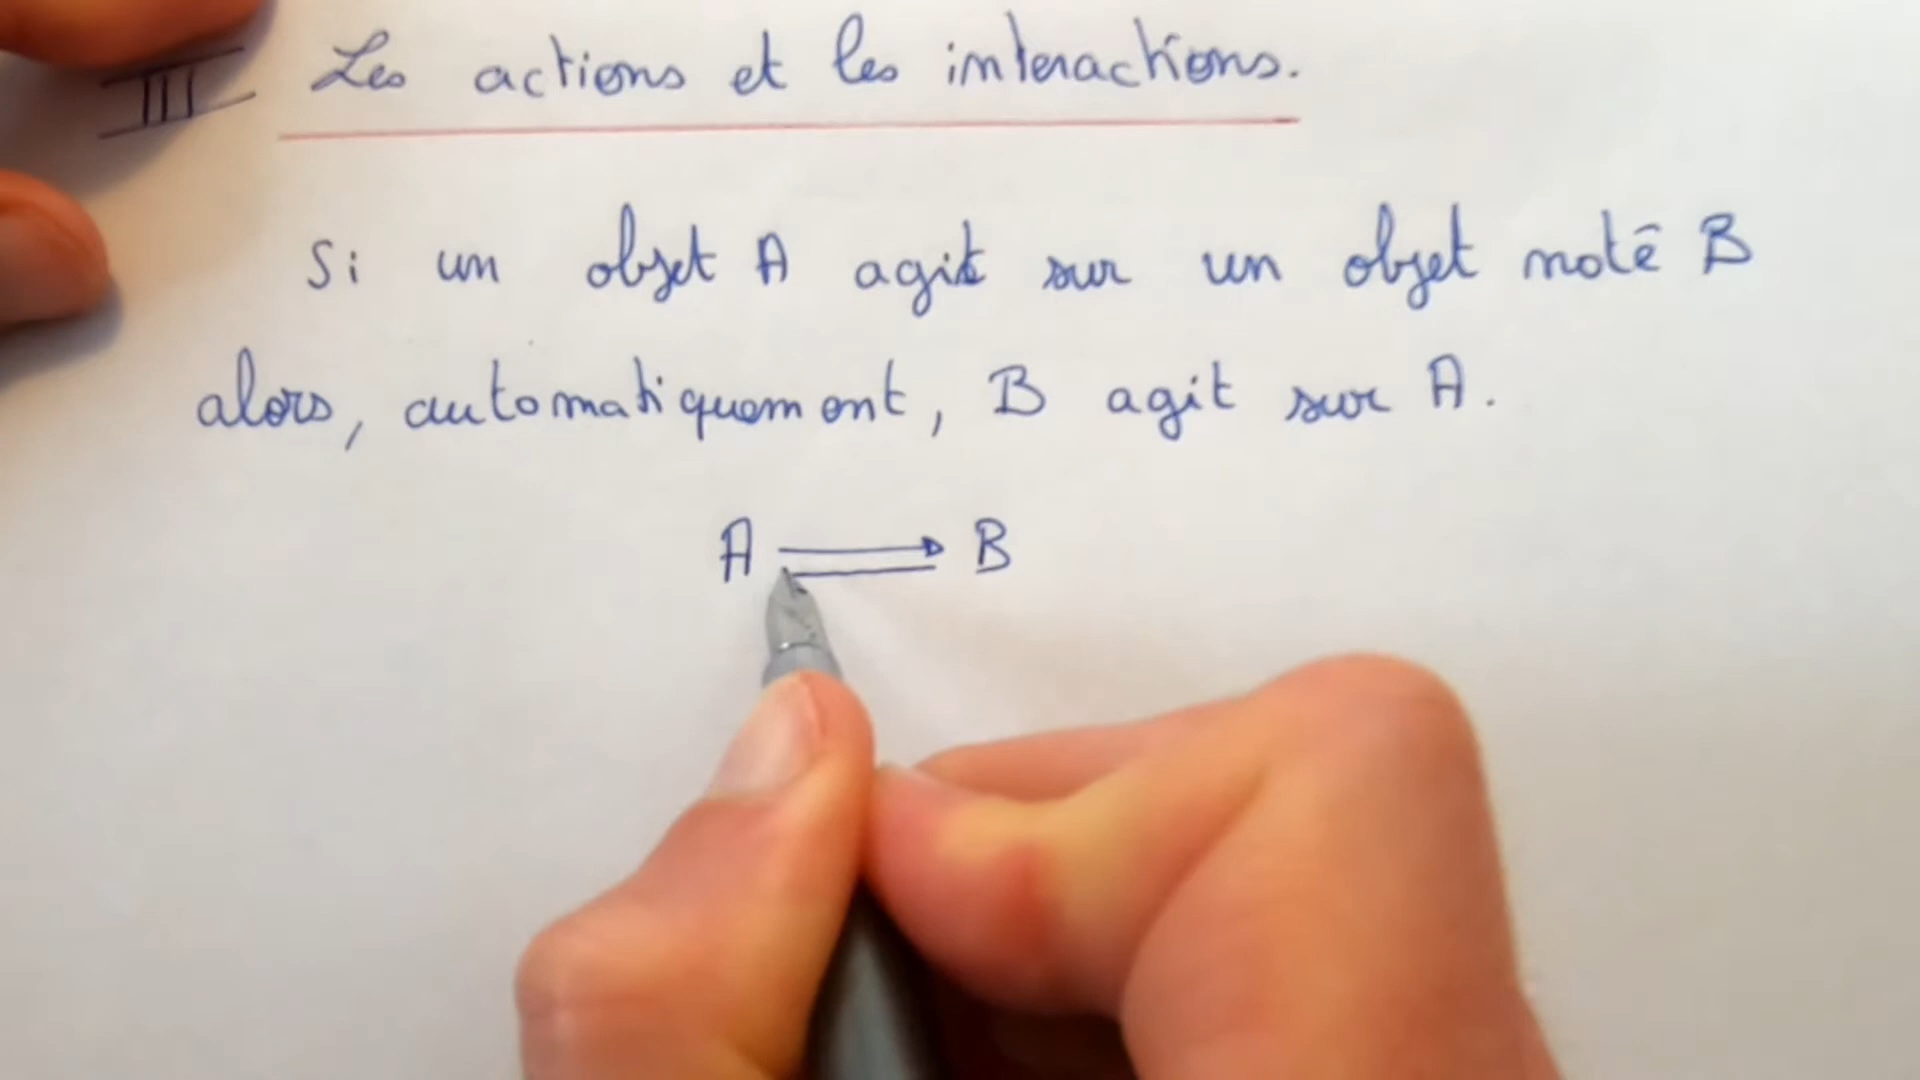 III Les actions et les interactions.
Si un objet A agit sur un objet noté B
alors, automatiquement, B agit sur A.
A → B